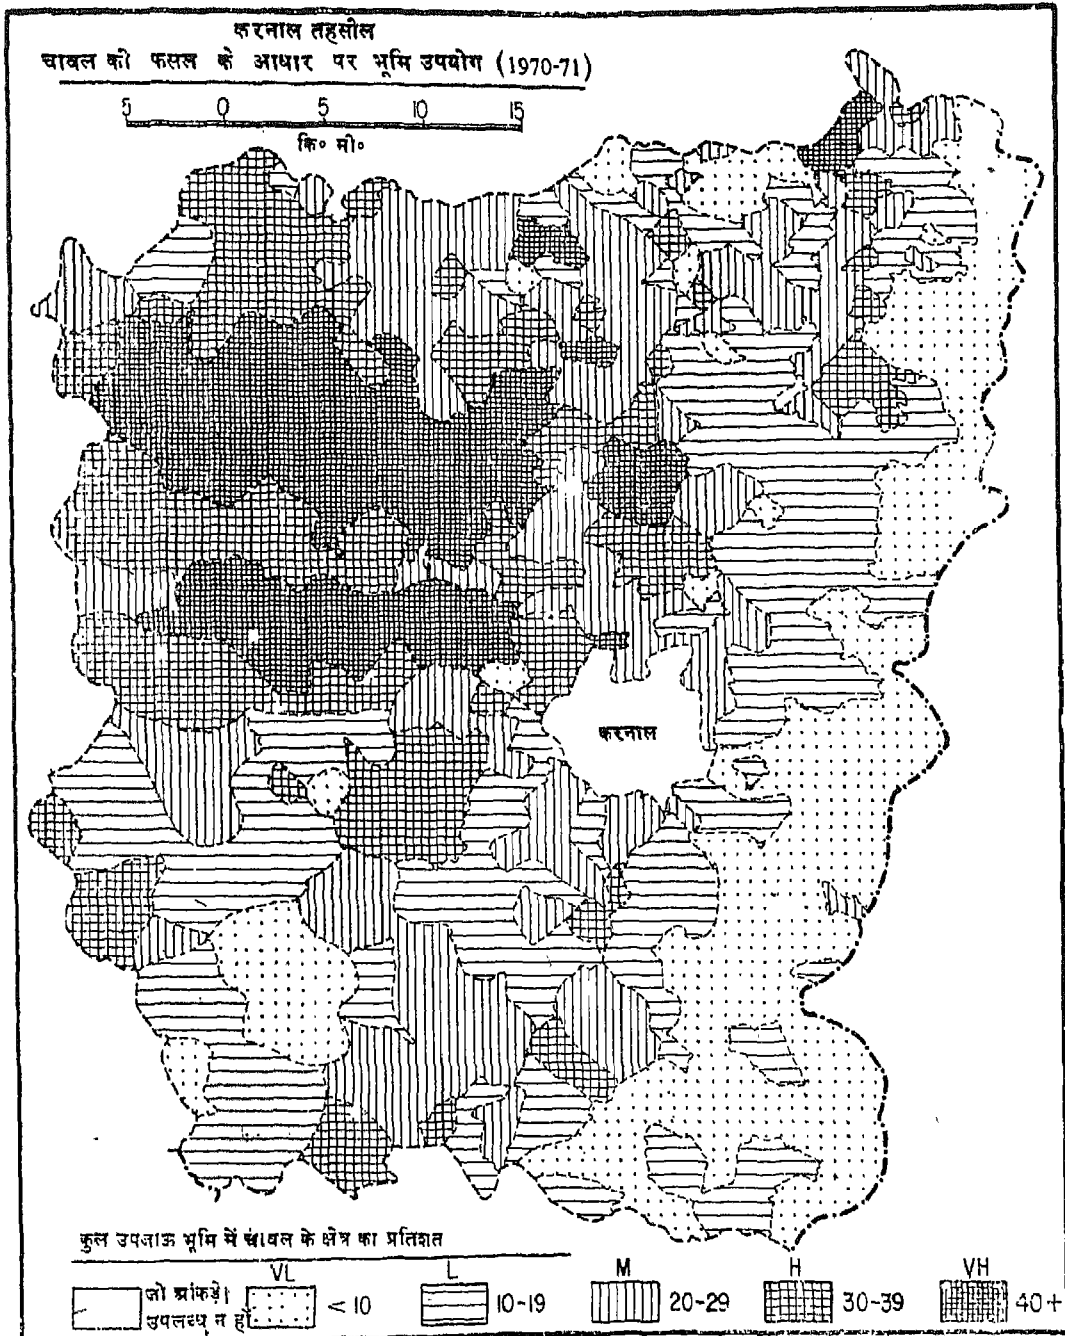 करनाल तहसील
चावल की फसल के आधार पर भूमि उपयोग (1970-71)
5 0 5 10 15
कि० मी०
करनाल
कुल उपजाऊ भूमि में चावल के क्षेत्र का प्रतिशत
VL L M H VH
जो आंकड़े। < 10 10-19 20-29 30-39 40+
उपलब्ध न हों